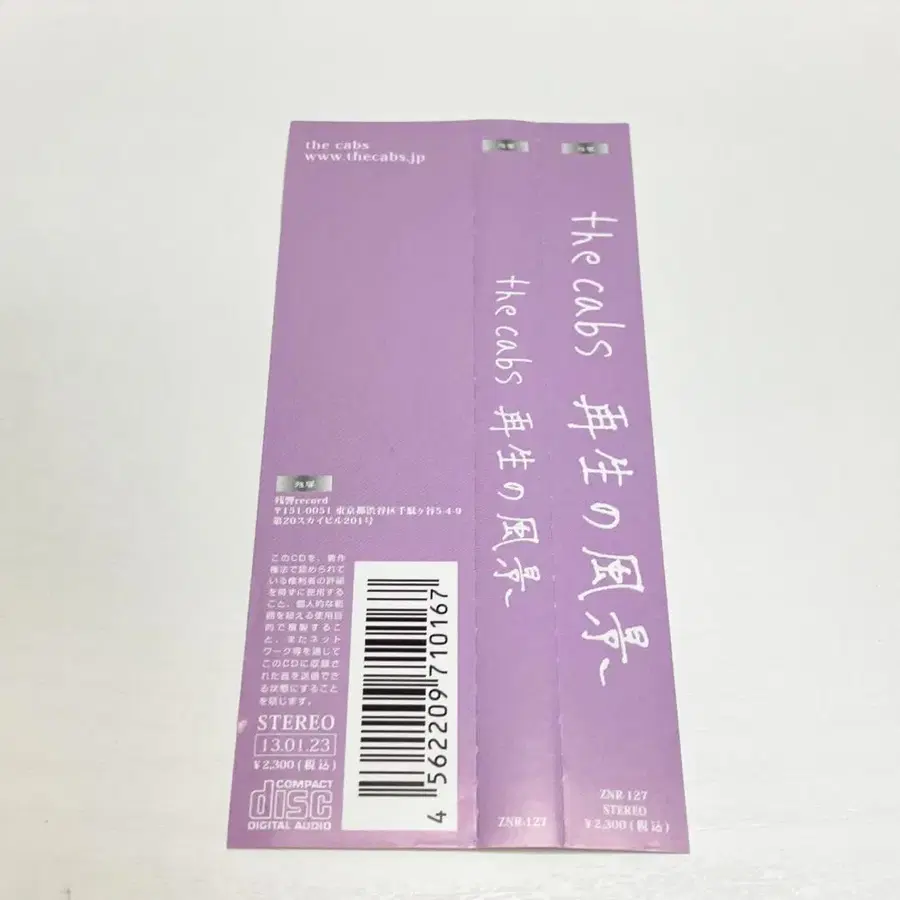 the cabs
www.thecabs.jp
残響
残響record
〒151-0051 東京都渋谷区千駄ヶ谷5-4-9
第20スカイビル201号
このCDを、著作
権法で認められて
いる権利者の許諾
を得ずに使用する
こと、個人的な範
囲を超える使用目
的で複製するこ
と、またネット
ワーク等を通じて
このCDに収録さ
れた音を送信でき
る状態にすること
を禁じます。
STEREO
13.01.23
¥2,300(税込)
COMPACT
disc
DIGITAL AUDIO
4 562209 710167
残響
the cabs 再生の風景
ZNR-127
残響
the cabs 再生の風景
ZNR-127
STEREO
¥2,300(税込)